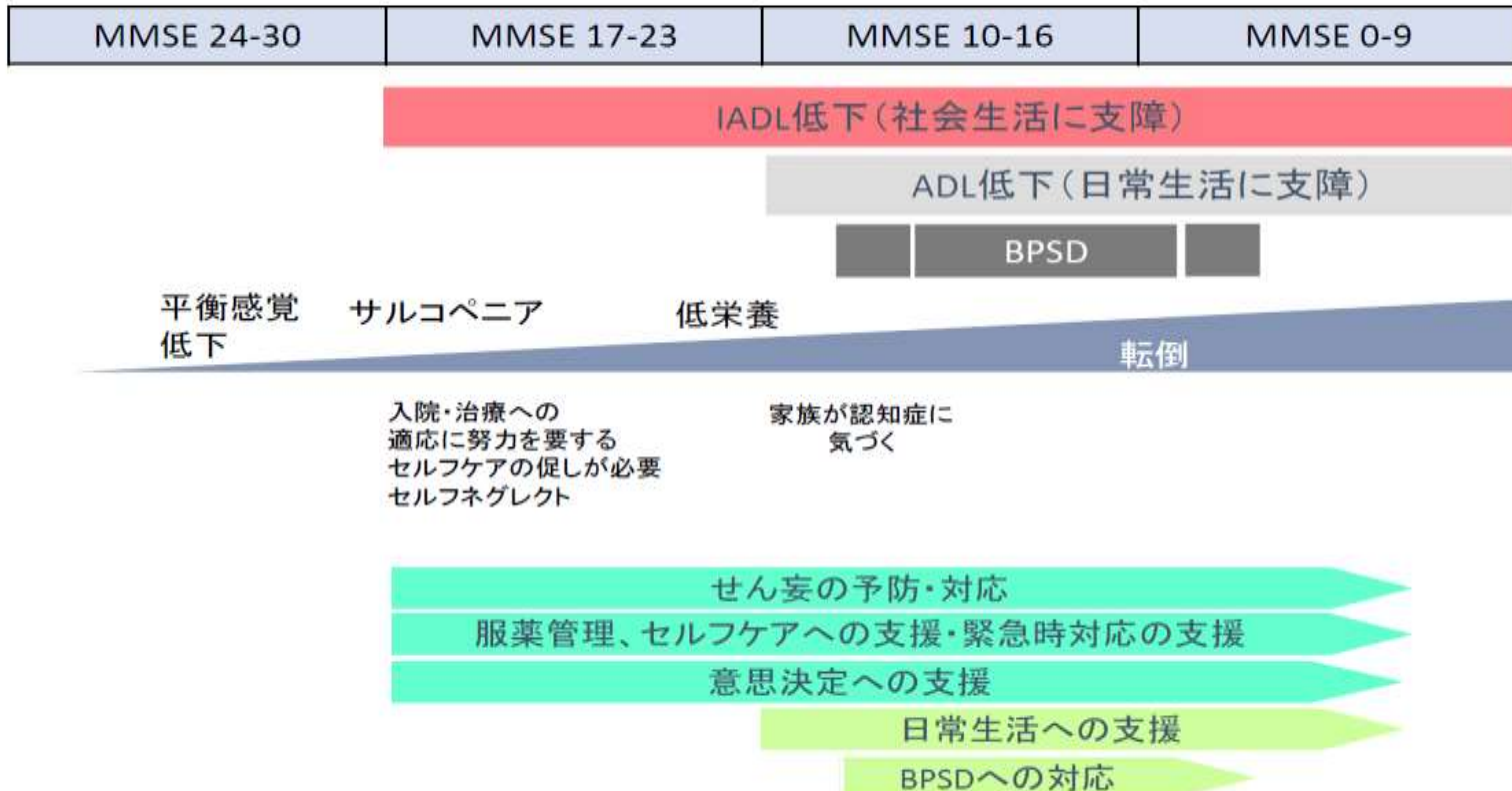 MMSE 24-30
MMSE 17-23
MMSE 10-16
MMSE 0-9
IADL低下(社会生活に支障)
ADL低下(日常生活に支障)
BPSD
平衡感覚
低下
サルコペニア
低栄養
転倒
入院・治療への
適応に努力を要する
セルフケアの促しが必要
セルフネグレクト
家族が認知症に
気づく
せん妄の予防・対応
服薬管理、セルフケアへの支援・緊急時対応の支援
意思決定への支援
日常生活への支援
BPSDへの対応